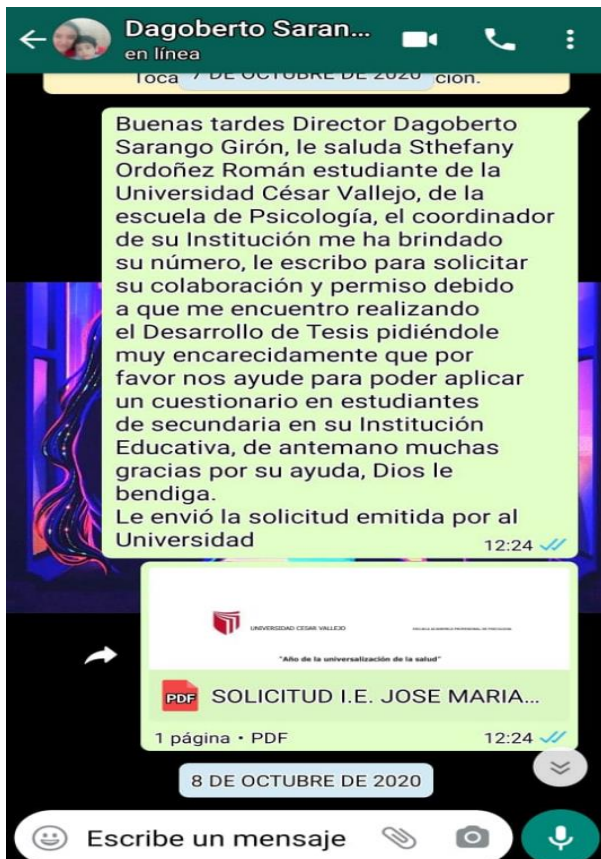 Dagoberto Saran...
en línea
Toca 7 DE OCTUBRE DE 2020 ción.
Buenas tardes Director Dagoberto
Sarango Girón, le saluda Sthefany
Ordoñez Román estudiante de la
Universidad César Vallejo, de la
escuela de Psicología, el coordinador
de su Institución me ha brindado
su número, le escribo para solicitar
su colaboración y permiso debido
a que me encuentro realizando
el Desarrollo de Tesis pidiéndole
muy encarecidamente que por
favor nos ayude para poder aplicar
un cuestionario en estudiantes
de secundaria en su Institución
Educativa, de antemano muchas
gracias por su ayuda, Dios le
bendiga.
Le envió la solicitud emitida por al
Universidad
12:24
UNIVERSIDAD CESAR VALLEJO
"Año de la universalización de la salud"
PDF SOLICITUD I.E. JOSE MARIA...
1 página • PDF 12:24
8 DE OCTUBRE DE 2020
Escribe un mensaje